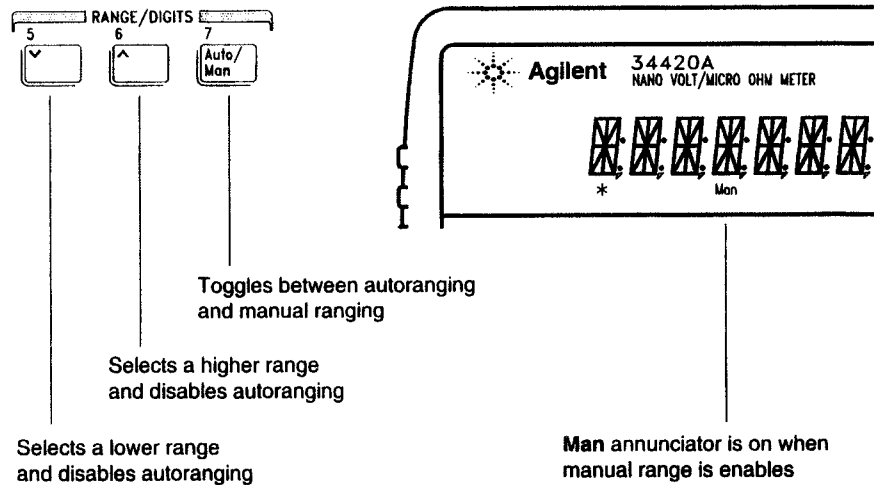 RANGE/DIGITS
5 6 7
Auto/
Man
Agilent 34420A
NANO VOLT/MICRO OHM METER
* Man
Toggles between autoranging
and manual ranging
Selects a higher range
and disables autoranging
Selects a lower range
and disables autoranging
Man annunciator is on when
manual range is enables